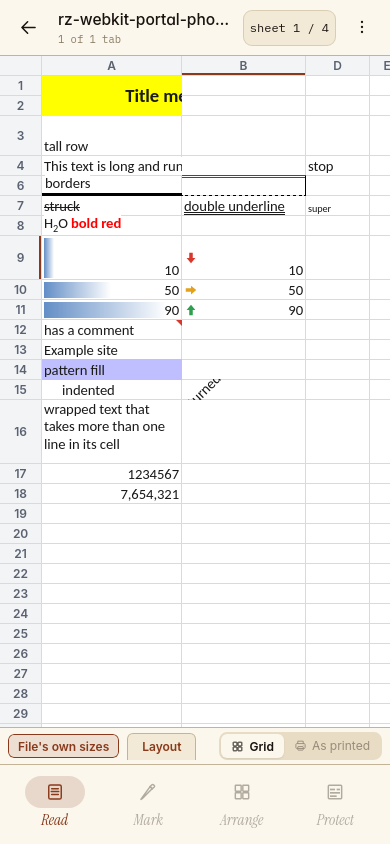 rz-webkit-portal-pho...
1 of 1 tab
sheet 1 / 4
A B D E
1
2
Title me
3 tall row
4 This text is long and run stop
6 borders
7 struck double underline super
8 H₂O bold red
9 10 10
10 50 50
11 90 90
12 has a comment
13 Example site
14 pattern fill
15 indented urned
16 wrapped text that
takes more than one
line in its cell
17 1234567
18 7,654,321
19
20
21
22
23
24
25
26
27
28
29
File's own sizes Layout Grid As printed
Read Mark Arrange Protect